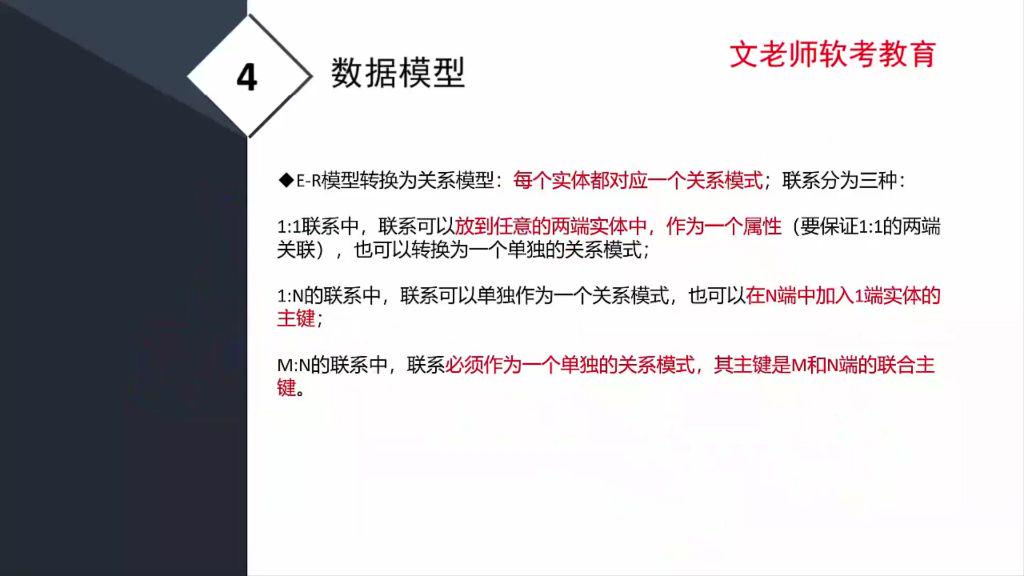 4
数据模型
文老师软考教育
◆E-R模型转换为关系模型：每个实体都对应一个关系模式；联系分为三种：
1:1联系中，联系可以放到任意的两端实体中，作为一个属性（要保证1:1的两端
关联），也可以转换为一个单独的关系模式；
1:N的联系中，联系可以单独作为一个关系模式，也可以在N端中加入1端实体的
主键；
M:N的联系中，联系必须作为一个单独的关系模式，其主键是M和N端的联合主
键。